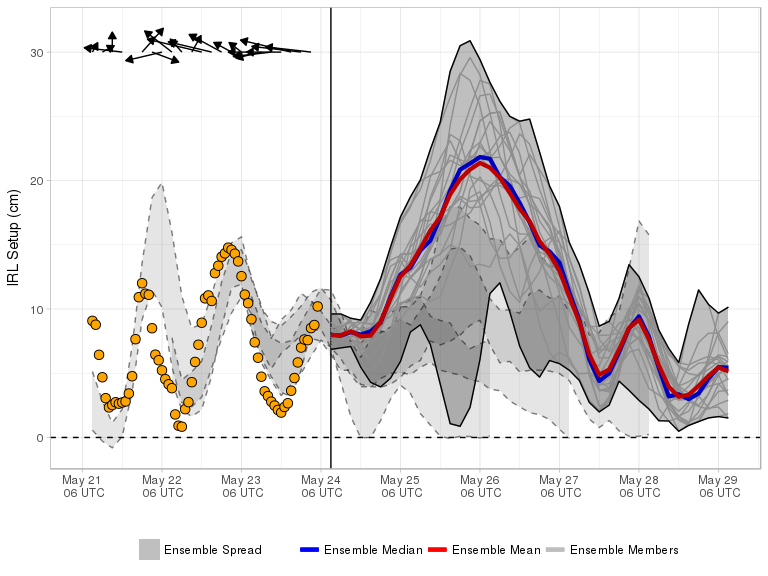 IRL Setup (cm)
30
20
10
0
May 21 May 22 May 23 May 24 May 25 May 26 May 27 May 28 May 29
06 UTC 06 UTC 06 UTC 06 UTC 06 UTC 06 UTC 06 UTC 06 UTC 06 UTC
Ensemble Spread Ensemble Median Ensemble Mean Ensemble Members